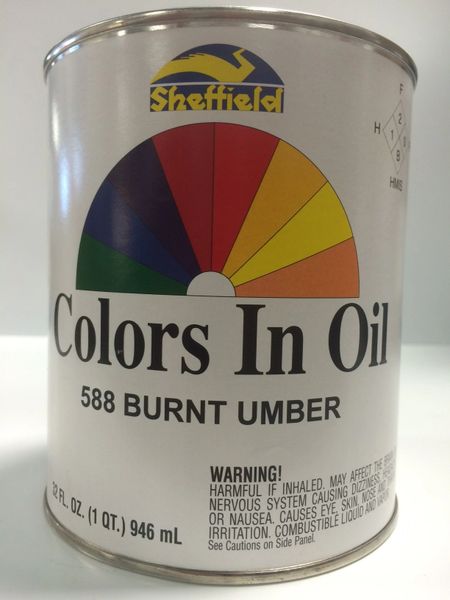 Sheffield
F
H 1 2
B
HMIS
Colors In Oil
588 BURNT UMBER
WARNING!
HARMFUL IF INHALED. MAY AFFECT THE
NERVOUS SYSTEM CAUSING DIZZINESS,
OR NAUSEA. CAUSES EYE, SKIN, NOSE AND
IRRITATION. COMBUSTIBLE LIQUID AND
See Cautions on Side Panel.
FL. OZ. (1 QT.) 946 mL